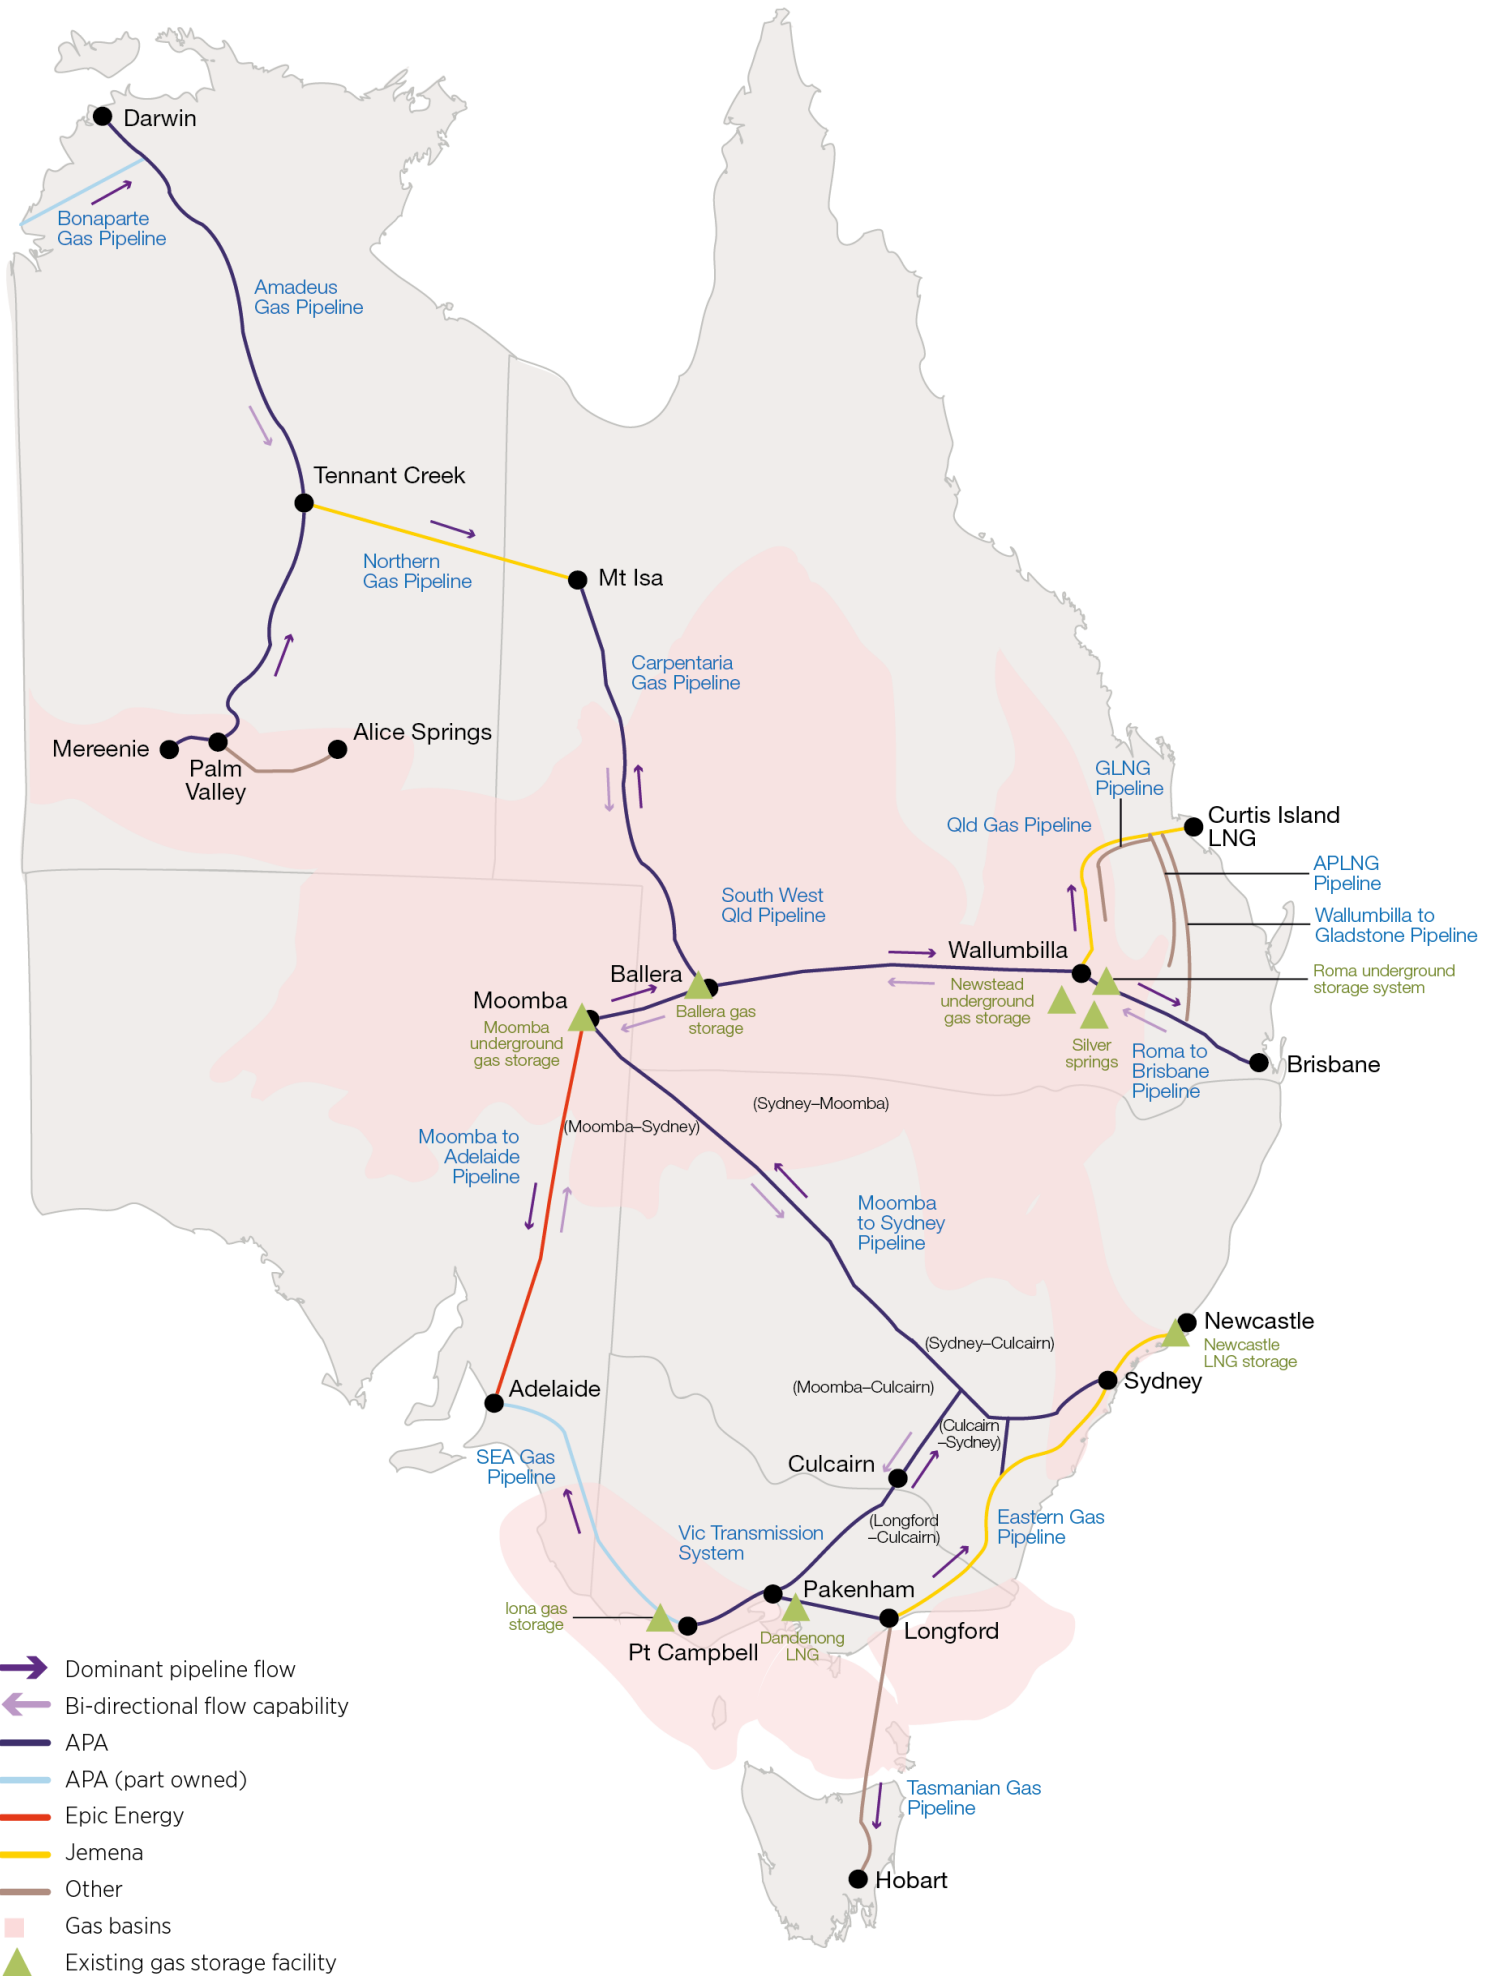 Darwin
Bonaparte
Gas Pipeline
Amadeus
Gas Pipeline
Tennant Creek
Northern
Gas Pipeline
Mt Isa
Carpentaria
Gas Pipeline
Alice Springs
Mereenie
Palm
Valley
GLNG
Pipeline
Qld Gas Pipeline
Curtis Island
LNG
APLNG
Pipeline
South West
Qld Pipeline
Wallumbilla to
Gladstone Pipeline
Wallumbilla
Ballera
Roma underground
storage system
Newstead
underground
gas storage
Moomba
Moomba
underground
gas storage
Ballera gas
storage
Silver
springs
Roma to
Brisbane
Pipeline
Brisbane
(Sydney–Moomba)
(Moomba–Sydney)
Moomba to
Adelaide
Pipeline
Moomba
to Sydney
Pipeline
Newcastle
Newcastle
LNG storage
(Sydney–Culcairn)
Sydney
(Moomba–Culcairn)
Adelaide
(Culcairn
–Sydney)
SEA Gas
Pipeline
Culcairn
(Longford
–Culcairn)
Eastern Gas
Pipeline
Vic Transmission
System
Pakenham
Iona gas
storage
Longford
Pt Campbell
Dandenong
LNG
Tasmanian Gas
Pipeline
Hobart
Dominant pipeline flow
Bi-directional flow capability
APA
APA (part owned)
Epic Energy
Jemena
Other
Gas basins
Existing gas storage facility